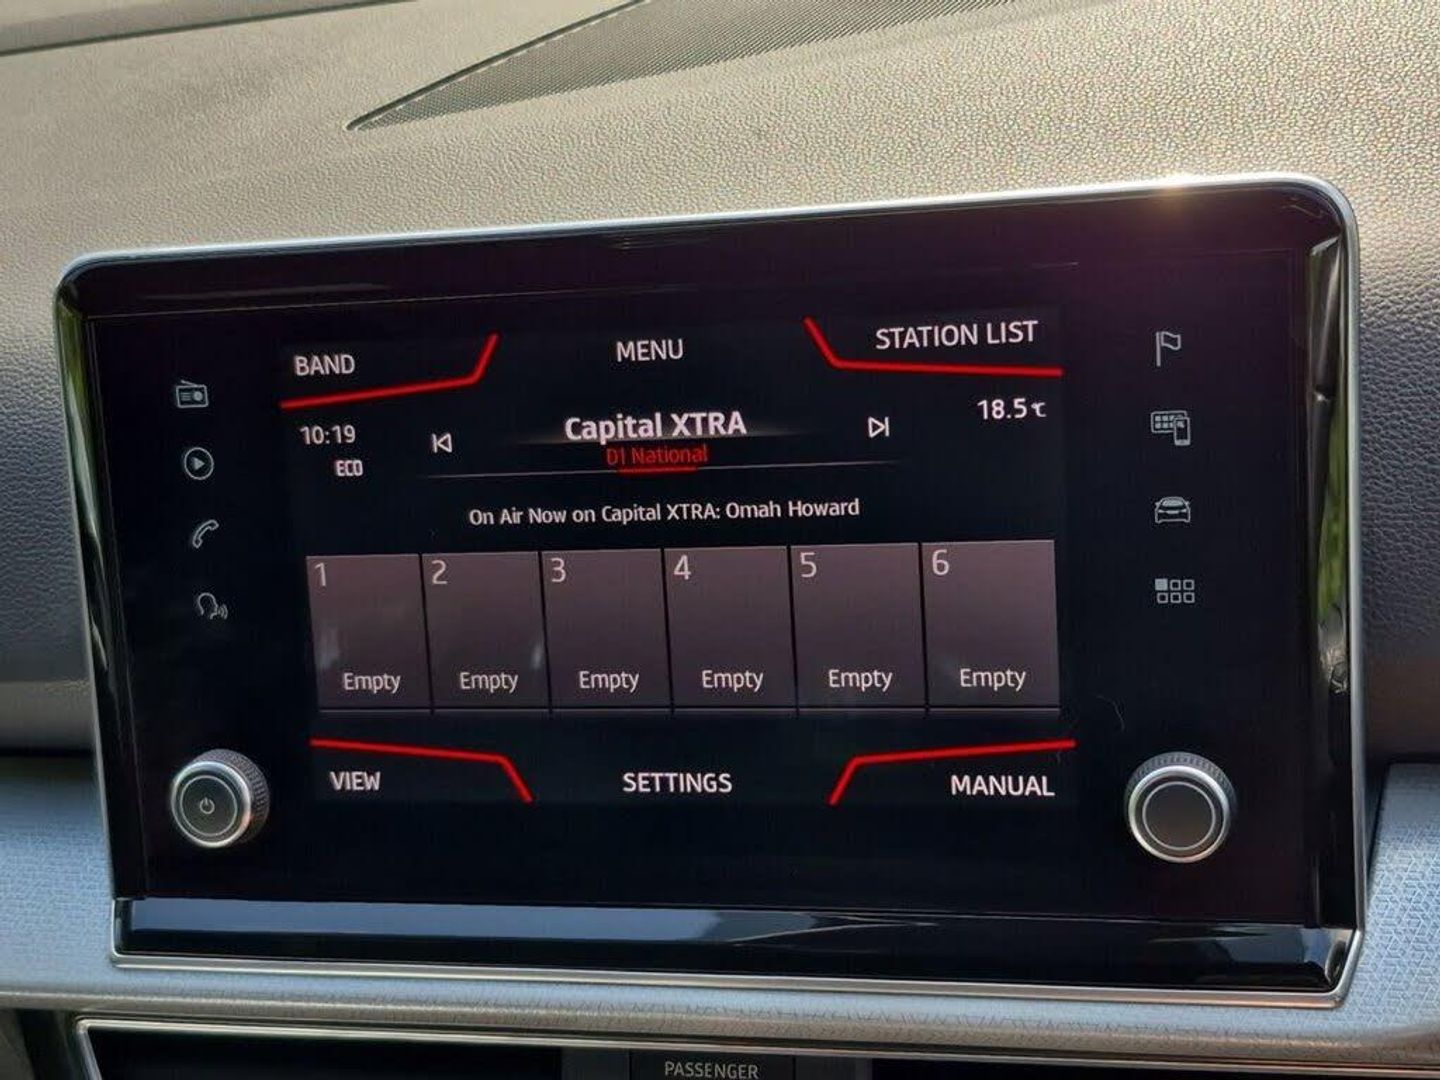 BAND
MENU
STATION LIST
10:19
ECO
Capital XTRA
D1 National
18.5℃
On Air Now on Capital XTRA: Omah Howard
1
2
3
4
5
6
Empty
Empty
Empty
Empty
Empty
Empty
VIEW
SETTINGS
MANUAL
PASSENGER